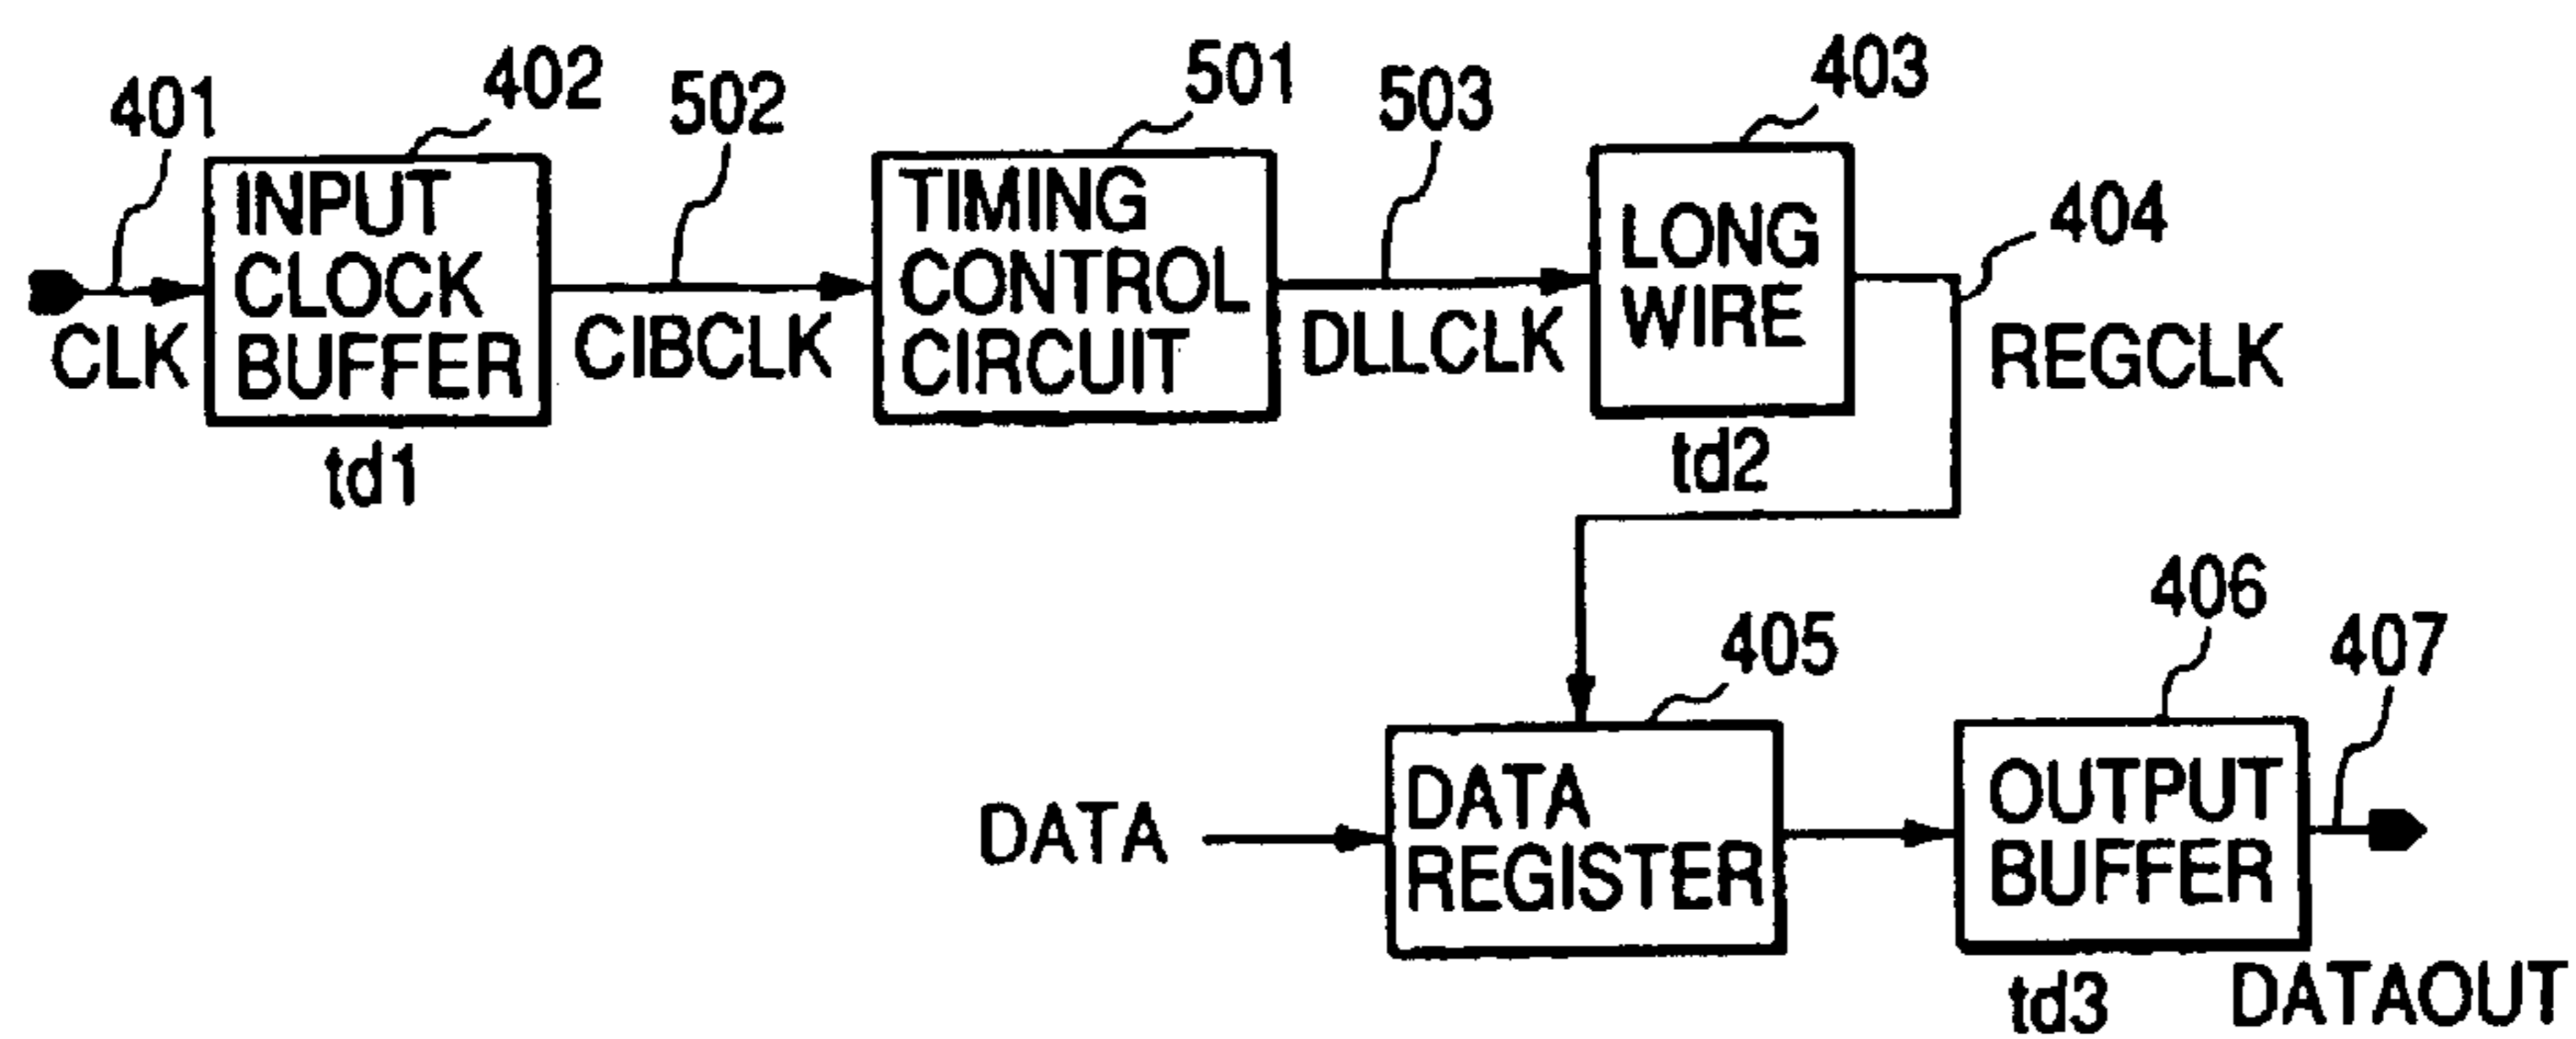 401
402
502
501
503
403
404
INPUT
CLOCK
BUFFER
TIMING
CONTROL
CIRCUIT
LONG
WIRE
CLK
CIBCLK
DLLCLK
REGCLK
td1
td2
405
406
407
DATA
DATA
REGISTER
OUTPUT
BUFFER
td3
DATAOUT